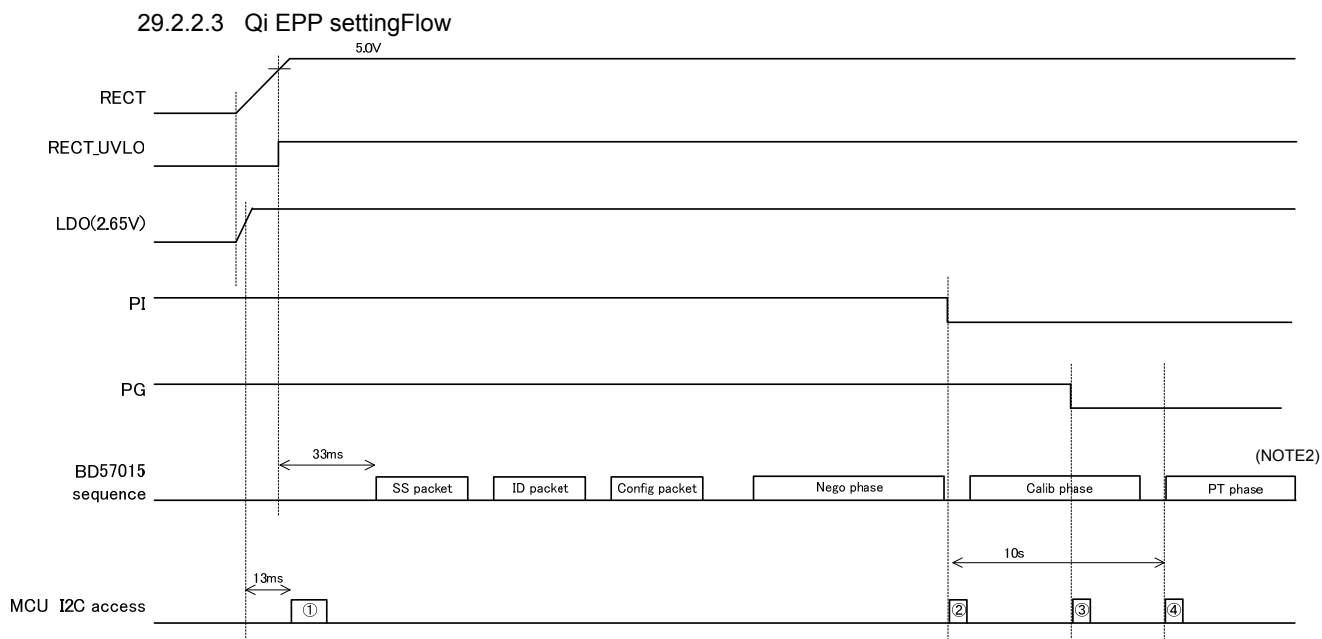 29.2.2.3 Qi EPP settingFlow
5.0V
RECT
RECT_UVLO
LDO(2.65V)
PI
PG
33ms
(NOTE2)
BD57015
sequence
SS packet
ID packet
Config packet
Nego phase
Calib phase
PT phase
10s
13ms
MCU I2C access
①
②
③
④